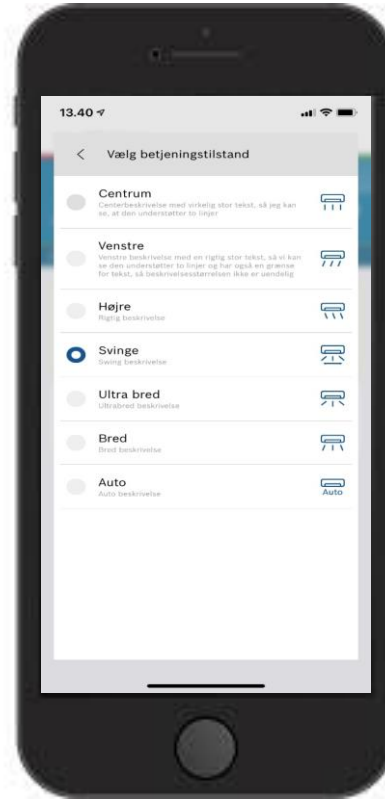 13.40
Vælg betjeningstilstand
Centrum
Centerbeskrivelse med virkelig stor tekst, så jeg kan
se, at den understøtter to linjer
Venstre
Venstre beskrivelse med en rigtig stor tekst, så vi kan
se den understøtter to linjer og har også en grænse
for tekst, så beskrivelsesstørrelsen ikke er uendelig
Højre
Rigtig beskrivelse
Svinge
Swing beskrivelse
Ultra bred
Ultrabred beskrivelse
Bred
Bred beskrivelse
Auto
Auto beskrivelse
Auto